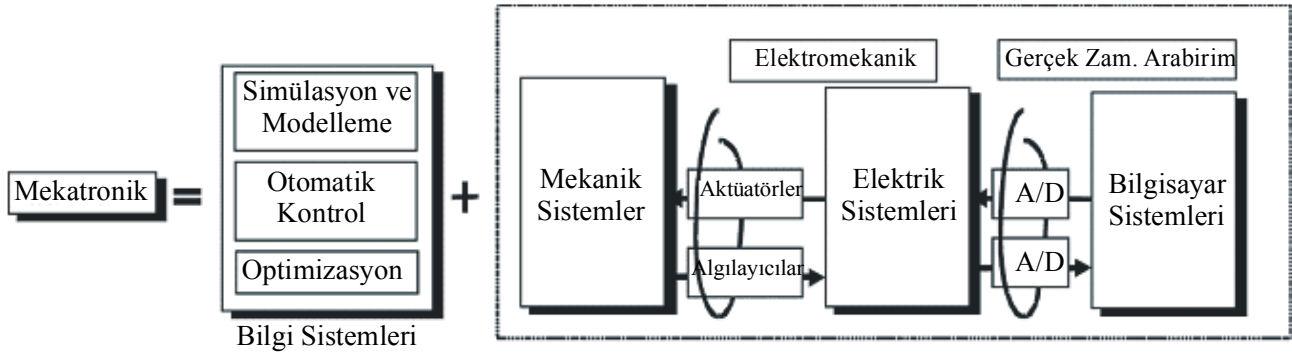 Mekatronik
=
Simülasyon ve
Modelleme
Otomatik
Kontrol
Optimizasyon
Bilgi Sistemleri
+
Elektromekanik
Gerçek Zam. Arabirim
Mekanik
Sistemler
Aktüatörler
Algılayıcılar
Elektrik
Sistemleri
A/D
A/D
Bilgisayar
Sistemleri